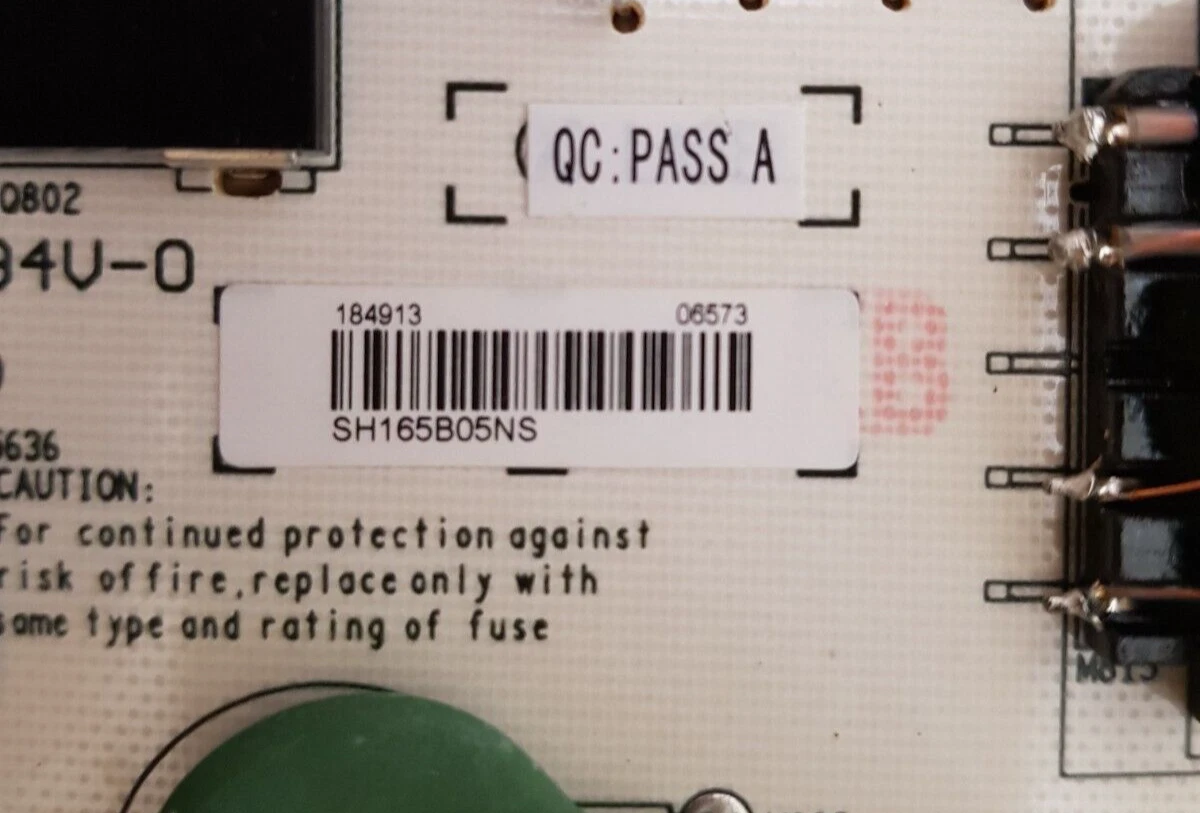 QC:PASS A
Q802
94V-0
184913 06573
SH165B05NS
B
6636
CAUTION:
For continued protection against
risk of fire,replace only with
same type and rating of fuse